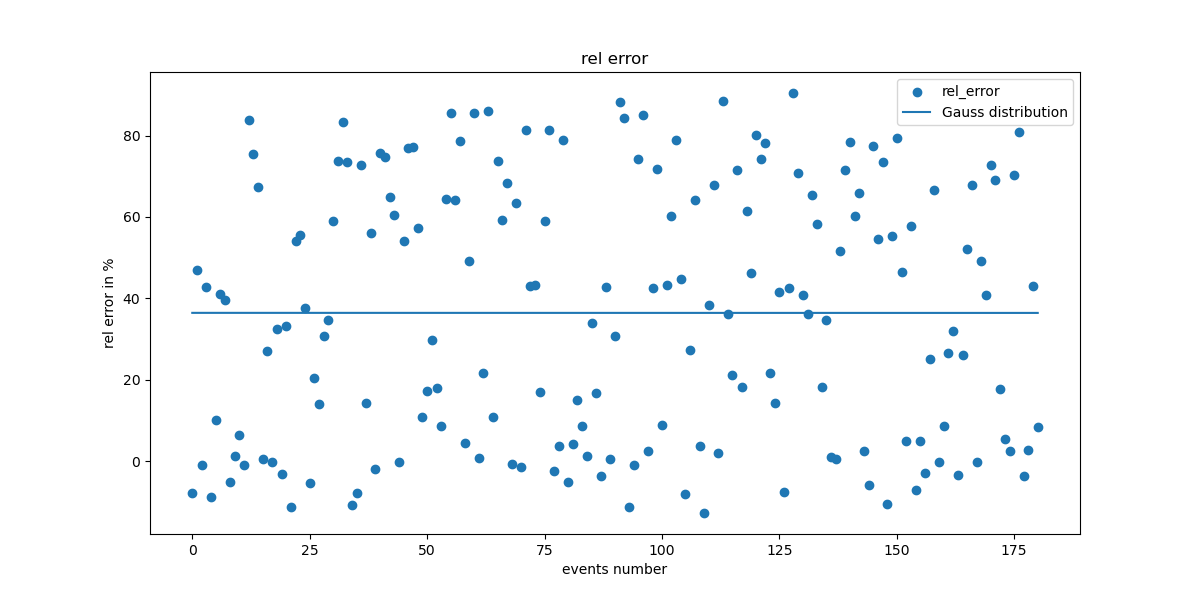 rel error
rel_error
Gauss distribution
rel error in %
80
60
40
20
0
0 25 50 75 100 125 150 175
events number